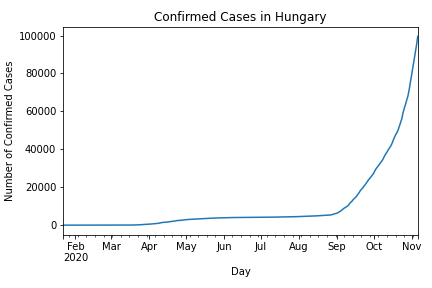 Confirmed Cases in Hungary
100000
80000
60000
40000
20000
0
Number of Confirmed Cases
Feb Mar Apr May Jun Jul Aug Sep Oct Nov
2020
Day